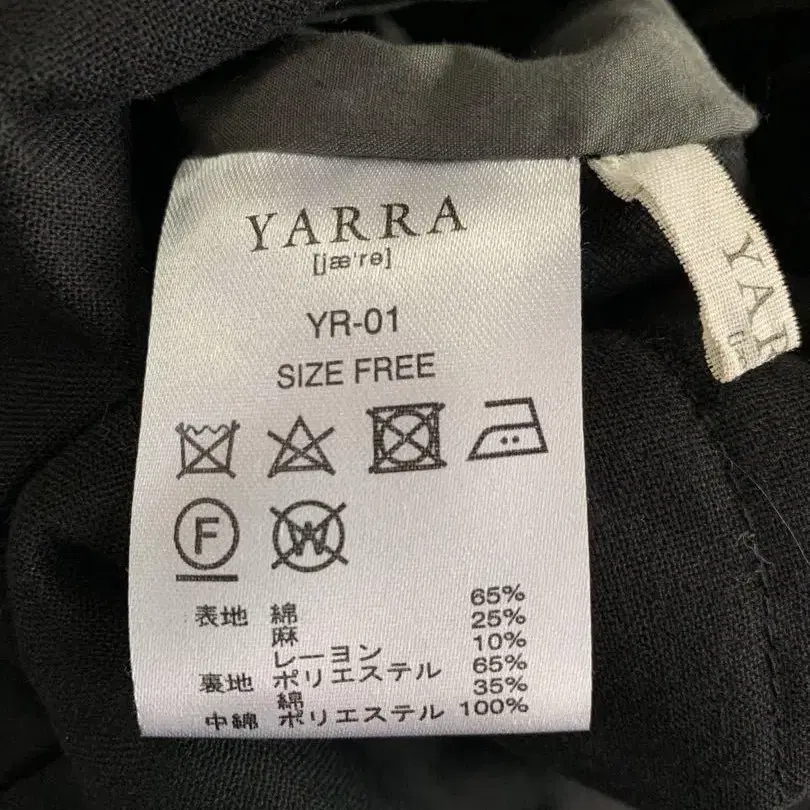 YARRA
[jæ'rə]
YR-01
SIZE FREE
F
W
表地 綿 65%
麻 25%
レーヨン 10%
裏地 ポリエステル 65%
綿 35%
中綿 ポリエステル 100%